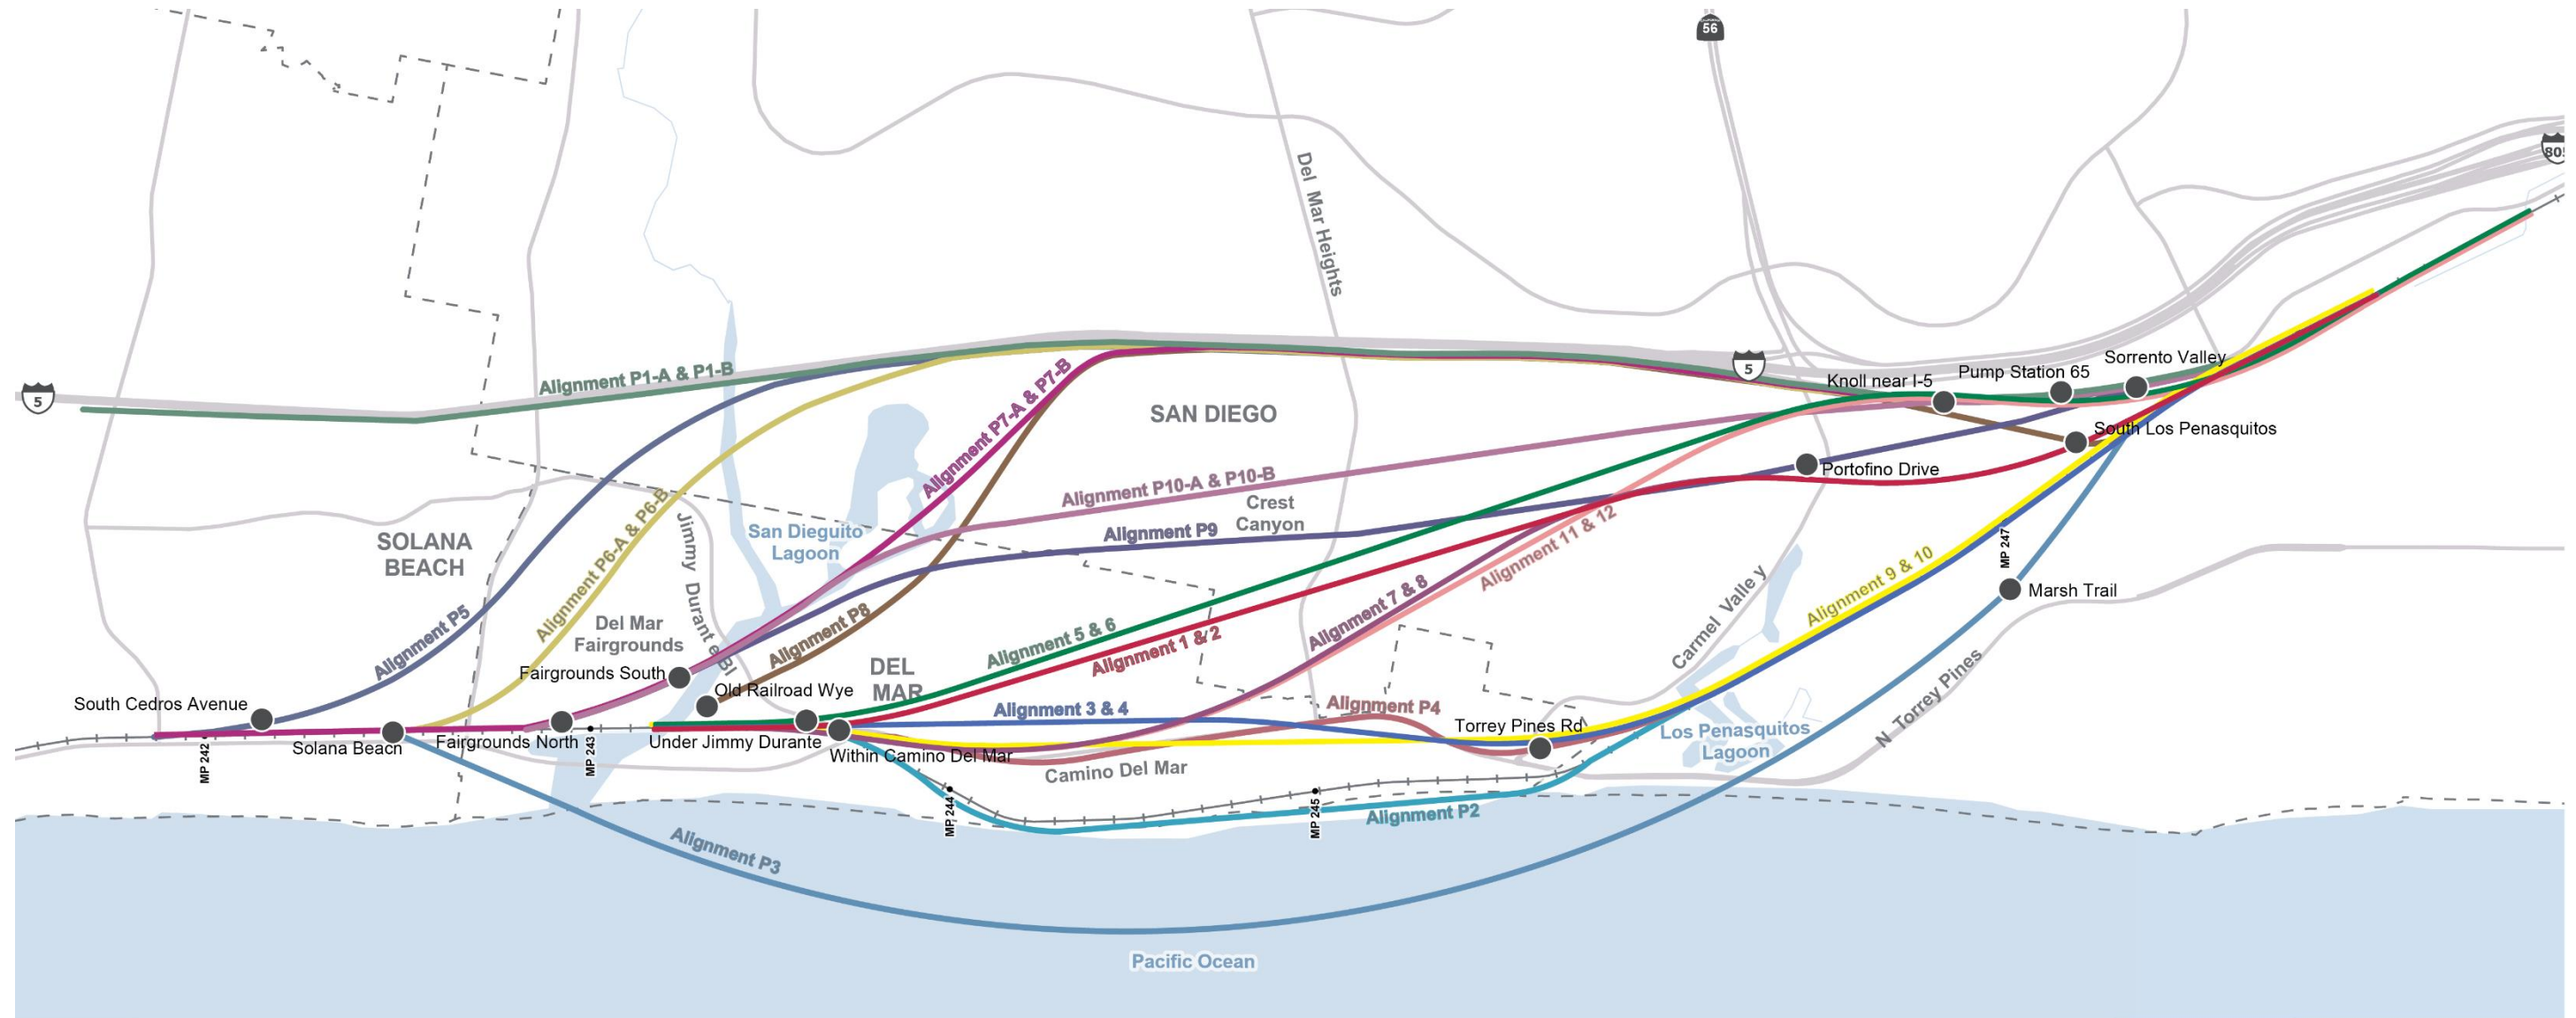 56
805
Del Mar Heights
Sorrento Valley
Alignment P1-A & P1-B
5
Pump Station 65
Knoll near I-5
5
Alignment P7-A & P7-B
SAN DIEGO
South Los Penasquitos
Portofino Drive
Alignment P10-A & P10-B
Crest
Canyon
Alignment P9
Alignment P6-A & P6-B
Jimmy Durante Bl
San Dieguito
Lagoon
SOLANA
BEACH
Alignment 11 & 12
MP 247
Alignment 9 & 10
Marsh Trail
Alignment P5
Del Mar
Fairgrounds
Alignment P8
Alignment 5 & 6
Alignment 1 & 2
Alignment 7 & 8
Carmel Valle y
Fairgrounds South
DEL
MAR
Old Railroad Wye
South Cedros Avenue
Alignment 3 & 4
Alignment P4
Torrey Pines Rd
Los Penasquitos
Lagoon
N Torrey Pines
Solana Beach
Fairgrounds North
Under Jimmy Durante
Within Camino Del Mar
Camino Del Mar
MP 242
MP 243
MP 244
MP 245
Alignment P2
Alignment P3
Pacific Ocean